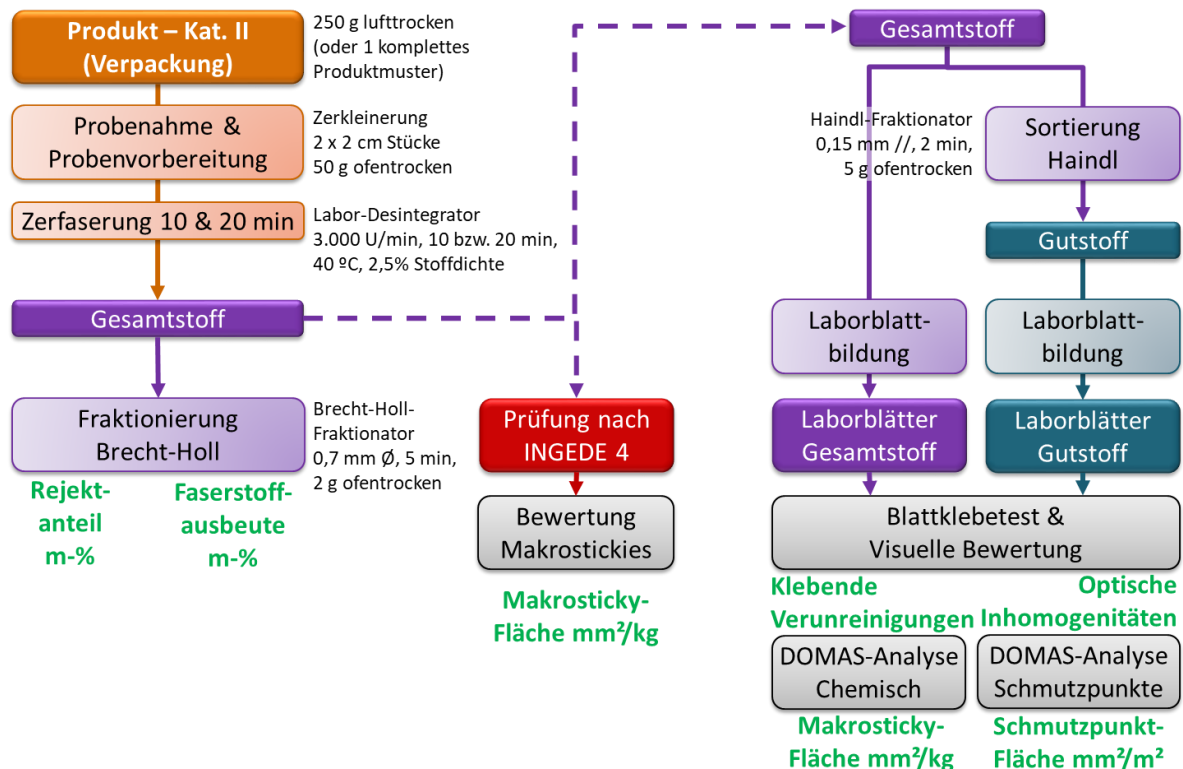 Produkt – Kat. II
(Verpackung)
250 g lufttrocken
(oder 1 komplettes
Produktmuster)
Probenahme &
Probenvorbereitung
Zerkleinerung
2 x 2 cm Stücke
50 g ofentrocken
Zerfaserung 10 & 20 min
Labor-Desintegrator
3.000 U/min, 10 bzw. 20 min,
40 ºC, 2,5% Stoffdichte
Gesamtstoff
Fraktionierung
Brecht-Holl
Brecht-Holl-
Fraktionator
0,7 mm Ø, 5 min,
2 g ofentrocken
Rejekt-
anteil
m-%
Faserstoff-
ausbeute
m-%
Prüfung nach
INGEDE 4
Bewertung
Makrostickies
Makrosticky-
Fläche mm²/kg
Gesamtstoff
Haindl-Fraktionator
0,15 mm //, 2 min,
5 g ofentrocken
Sortierung
Haindl
Gutstoff
Laborblatt-
bildung
Laborblatt-
bildung
Laborblätter
Gesamtstoff
Laborblätter
Gutstoff
Blattklebetest &
Visuelle Bewertung
Klebende
Verunreinigungen
Optische
Inhomogenitäten
DOMAS-Analyse
Chemisch
DOMAS-Analyse
Schmutzpunkte
Makrosticky-
Fläche mm²/kg
Schmutzpunkt-
Fläche mm²/m²